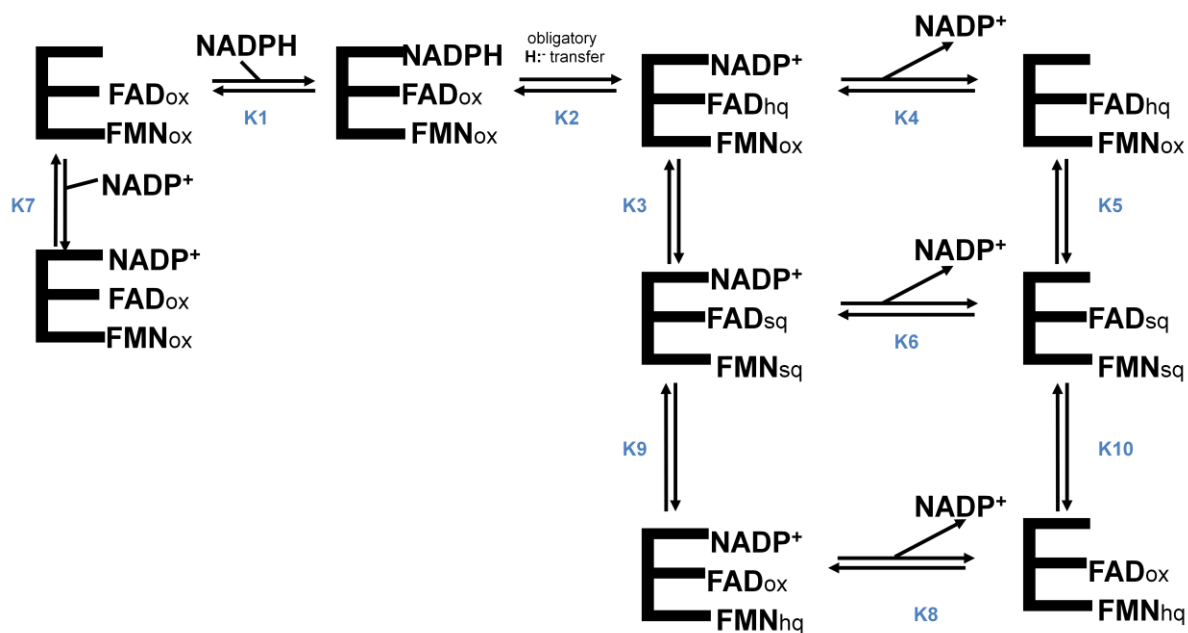 NADPH
FADox
FMNox
K1
NADPH
FADox
FMNox
obligatory
H:- transfer
K2
NADP+
FADhq
FMNox
NADP+
K4
FADhq
FMNox
K7
NADP+
K3
K5
NADP+
FADox
FMNox
NADP+
FADsq
FMNsq
NADP+
K6
FADsq
FMNsq
K9
K10
NADP+
FADox
FMNhq
NADP+
K8
FADox
FMNhq